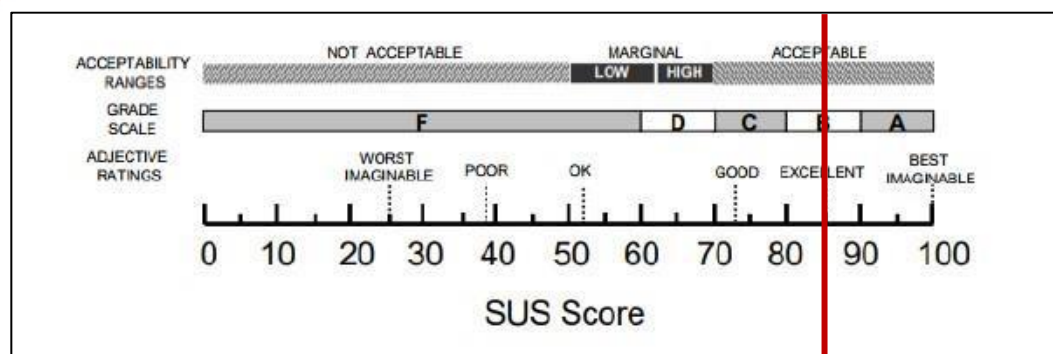 NOT ACCEPTABLE MARGINAL ACCEPTABLE
ACCEPTABILITY
RANGES
LOW HIGH
GRADE
SCALE
F D C B A
ADJECTIVE
RATINGS
WORST
IMAGINABLE
POOR OK GOOD EXCELLENT
BEST
IMAGINABLE
0 10 20 30 40 50 60 70 80 90 100
SUS Score